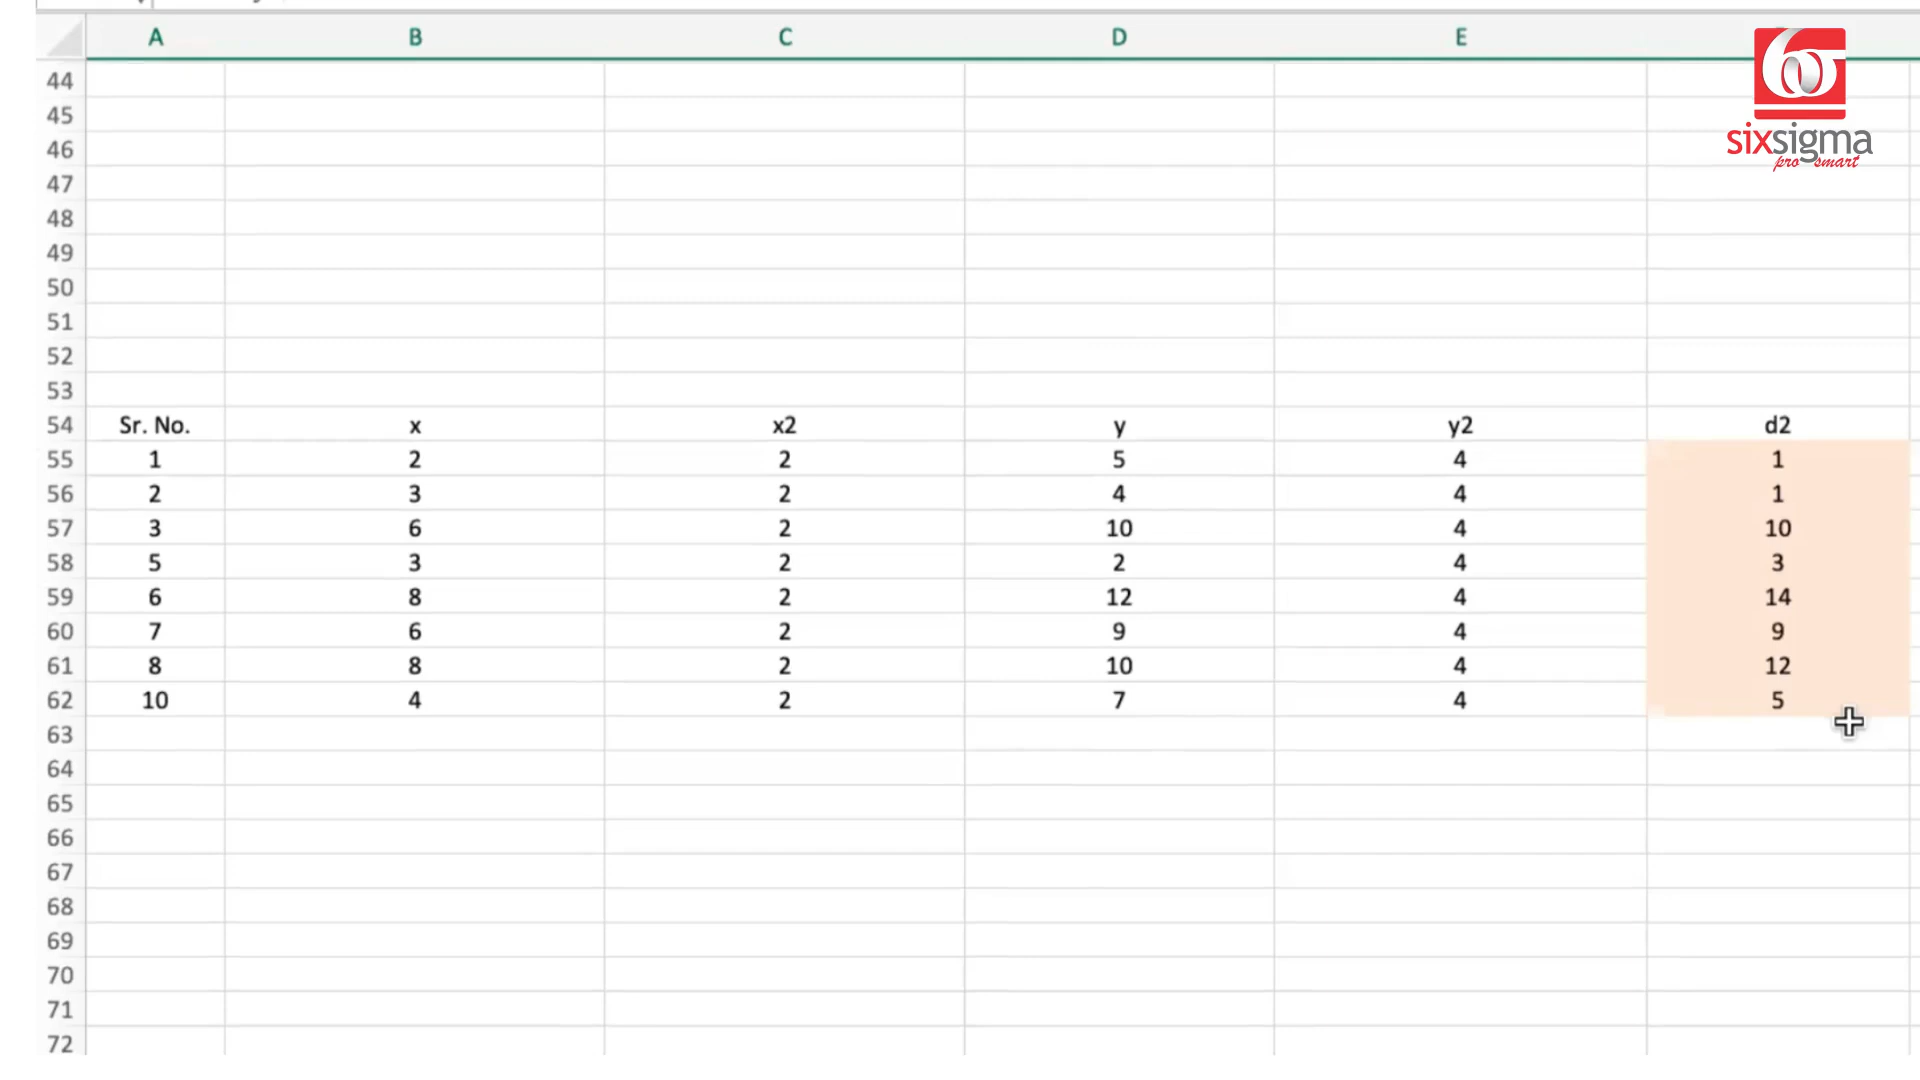 A B C D E
6σ
sixsigma
pro smart
44
45
46
47
48
49
50
51
52
53
54 Sr. No. x x2 y y2 d2
55 1 2 2 5 4 1
56 2 3 2 4 4 1
57 3 6 2 10 4 10
58 5 3 2 2 4 3
59 6 8 2 12 4 14
60 7 6 2 9 4 9
61 8 8 2 10 4 12
62 10 4 2 7 4 5
63
64
65
66
67
68
69
70
71
72